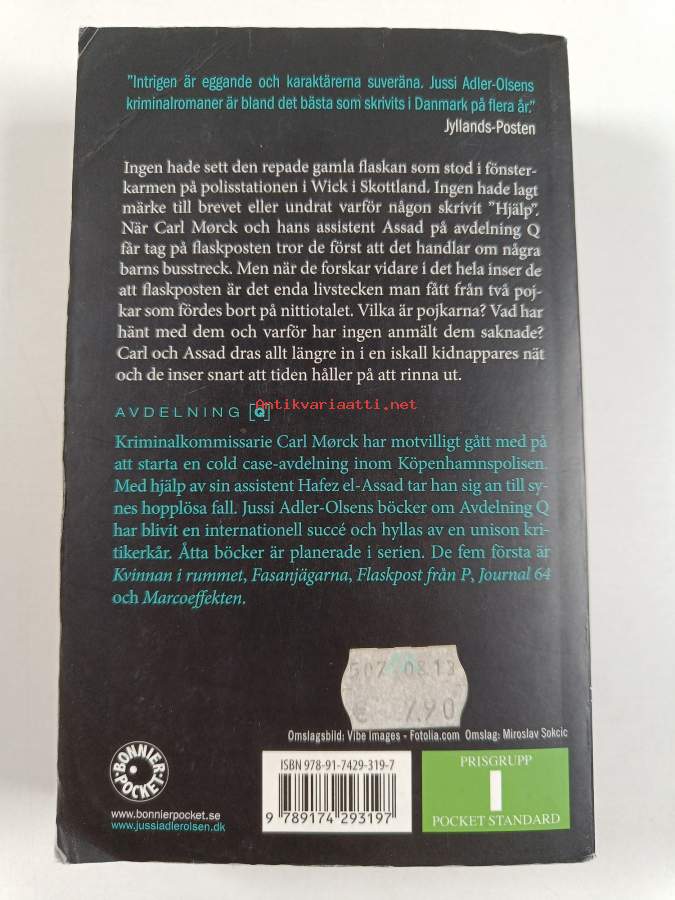 "Intrigen är eggande och karaktärerna suveräna. Jussi Adler-Olsens
kriminalromaner är bland det bästa som skrivits i Danmark på flera år."
Jyllands-Posten
Ingen hade sett den repade gamla flaskan som stod i fönster-
karmen på polisstationen i Wick i Skottland. Ingen hade lagt
märke till brevet eller undrat varför någon skrivit "Hjälp".
När Carl Mørck och hans assistent Assad på avdelning Q
får tag på flaskposten tror de först att det handlar om några
barns busstreck. Men när de forskar vidare i det hela inser de
att flaskposten är det enda livstecken man fått från två poj-
kar som fördes bort på nittiotalet. Vilka är pojkarna? Vad har
hänt med dem och varför har ingen anmält dem saknade?
Carl och Assad dras allt längre in i en iskall kidnappares nät
och de inser snart att tiden håller på att rinna ut.
Antikvariaatti.net
AVDELNING [Q]
Kriminalkommissarie Carl Mørck har motvilligt gått med på
att starta en cold case-avdelning inom Köpenhamnspolisen.
Med hjälp av sin assistent Hafez el-Assad tar han sig an till sy-
nes hopplösa fall. Jussi Adler-Olsens böcker om Avdelning Q
har blivit en internationell succé och hyllas av en unison kri-
tikerkår. Åtta böcker är planerade i serien. De fem första är
Kvinnan i rummet, Fasanjägarna, Flaskpost från P, Journal 64
och Marcoeffekten.
507 0813
€ 7.90
Omslagsbild: Vibe Images - Fotolia.com Omslag: Miroslav Sokcic
BONNIER
POCKET
www.bonnierpocket.se
www.jussiadlerolsen.dk
ISBN 978-91-7429-319-7
9 789174 293197
PRISGRUPP
1
POCKET STANDARD